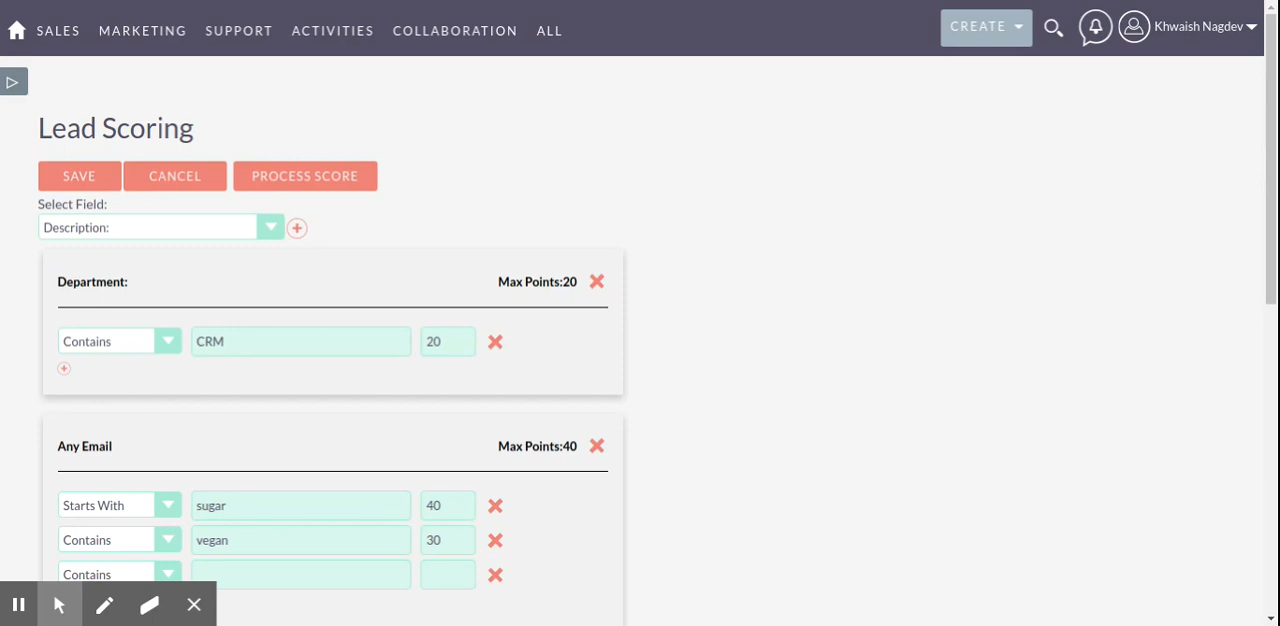 SALES MARKETING SUPPORT ACTIVITIES COLLABORATION ALL CREATE Khwaish Nagdev
Lead Scoring
SAVE CANCEL PROCESS SCORE
Select Field:
Description:
Department: Max Points:20
Contains CRM 20
Any Email Max Points:40
Starts With sugar 40
Contains vegan 30
Contains